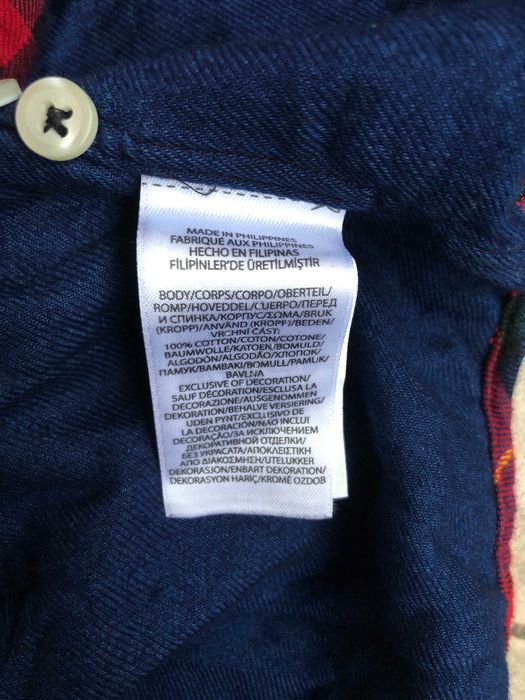 MADE IN PHILIPPINES
FABRIQUÉ AUX PHILIPPINES
HECHO EN FILIPINAS
FİLİPİNLER'DE ÜRETİLMİŞTİR
BODY/CORPS/CORPO/OBERTEIL/
ROMP/HOVEDDEL/CUERPO/ПЕРЕД
И СПИНКА/КОРПУС/ΣΩΜΑ/BRUK
(KROPP)/ANVÄND (KROPP)/BEDEN/
VRCHNÍ ČÁST:
100% COTTON/COTON/COTONE/
BAUMWOLLE/KATOEN/BOMULD/
ALGODÓN/ALGODÃO/ХЛОПОК/
ПАМУК/BAMBAKI/BOMULL/PAMUK/
BAVLNA
EXCLUSIVE OF DECORATION/
SAUF DÉCORATION/ESCLUSA LA
DECORAZIONE/AUSGENOMMEN
DEKORATION/BEHALVE VERSIERING/
UDEN PYNT/EXCLUSIVO DE
LA DECORACIÓN/NÃO INCLUI
DECORAÇÃO/ЗА ИСКЛЮЧЕНИЕМ
ДЕКОРАТИВНОЙ ОТДЕЛКИ/
БЕЗ УКРАСАТА/ΑΠΟΚΛΕΙΣΤΙΚΗ
ΑΠΟ ΔΙΑΚΟΣΜΗΣΗ/UTELUKKER
DEKORASJON/ENBART DEKORATION/
DEKORASYON HARİÇ/KROMĚ OZDOB